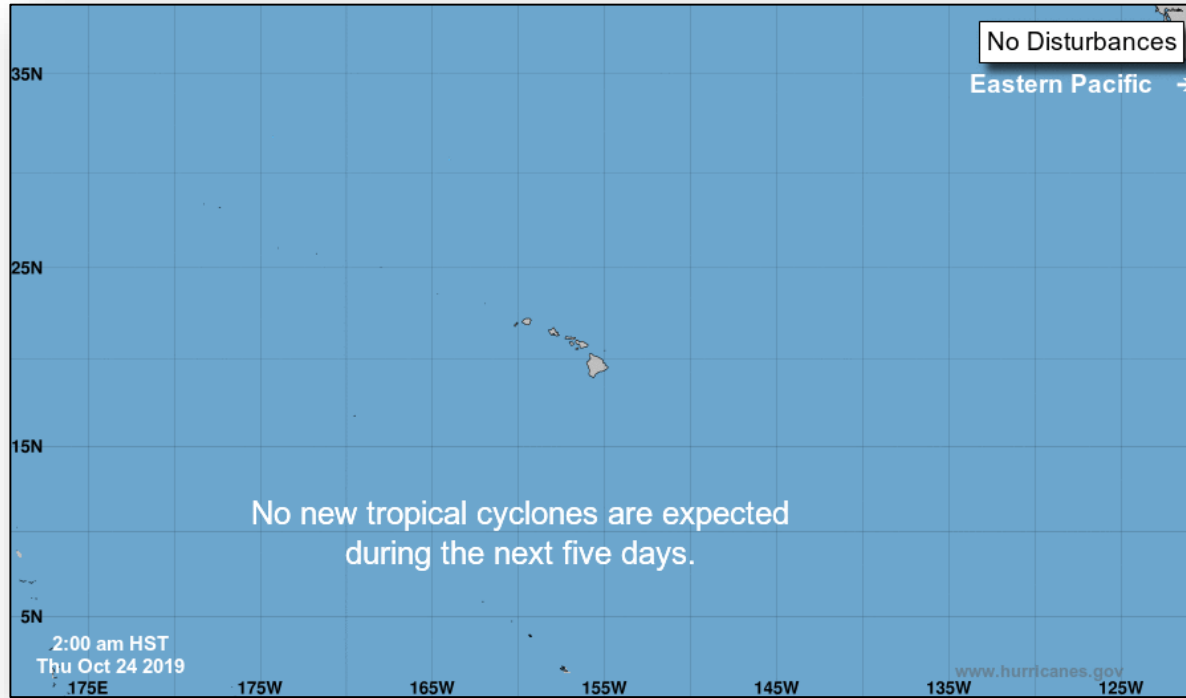 No Disturbances
Eastern Pacific →
35N
25N
15N
No new tropical cyclones are expected
during the next five days.
5N
2:00 am HST
Thu Oct 24 2019
www.hurricanes.gov
175E 175W 165W 155W 145W 135W 125W